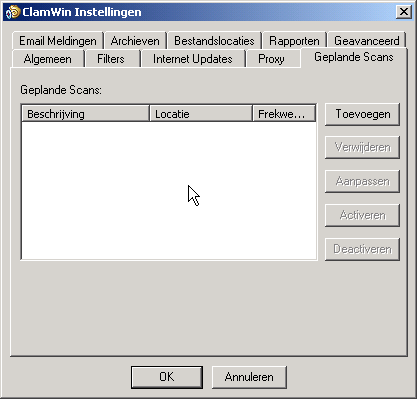 ClamWin Instellingen
Email Meldingen Archieven Bestandslocaties Rapporten Geavanceerd
Algemeen Filters Internet Updates Proxy Geplande Scans
Geplande Scans:
Beschrijving Locatie Frekwe...
Toevoegen
Verwijderen
Aanpassen
Activeren
Deactiveren
OK Annuleren